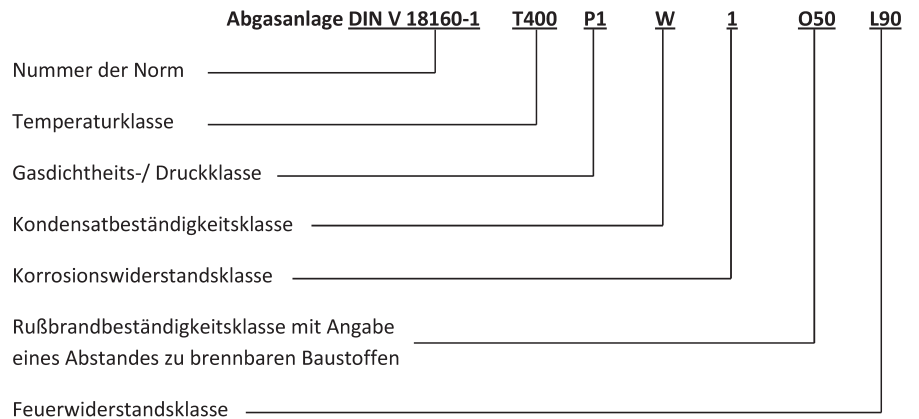 Abgasanlage DIN V 18160-1 T400 P1 W 1 O50 L90
Nummer der Norm
Temperaturklasse
Gasdichtheits-/ Druckklasse
Kondensatbeständigkeitsklasse
Korrosionswiderstandsklasse
Rußbrandbeständigkeitsklasse mit Angabe
eines Abstandes zu brennbaren Baustoffen
Feuerwiderstandsklasse